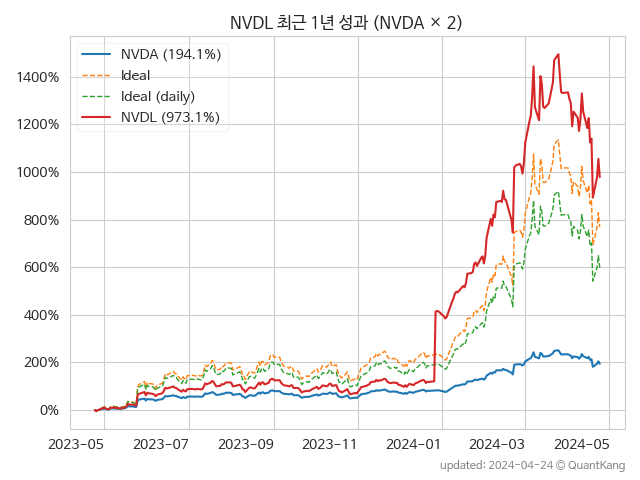 NVDL 최근 1년 성과 (NVDA × 2)
NVDA (194.1%)
Ideal
Ideal (daily)
NVDL (973.1%)
1400%
1200%
1000%
800%
600%
400%
200%
0%
2023-05 2023-07 2023-09 2023-11 2024-01 2024-03 2024-05
updated: 2024-04-24 ⓒ QuantKang